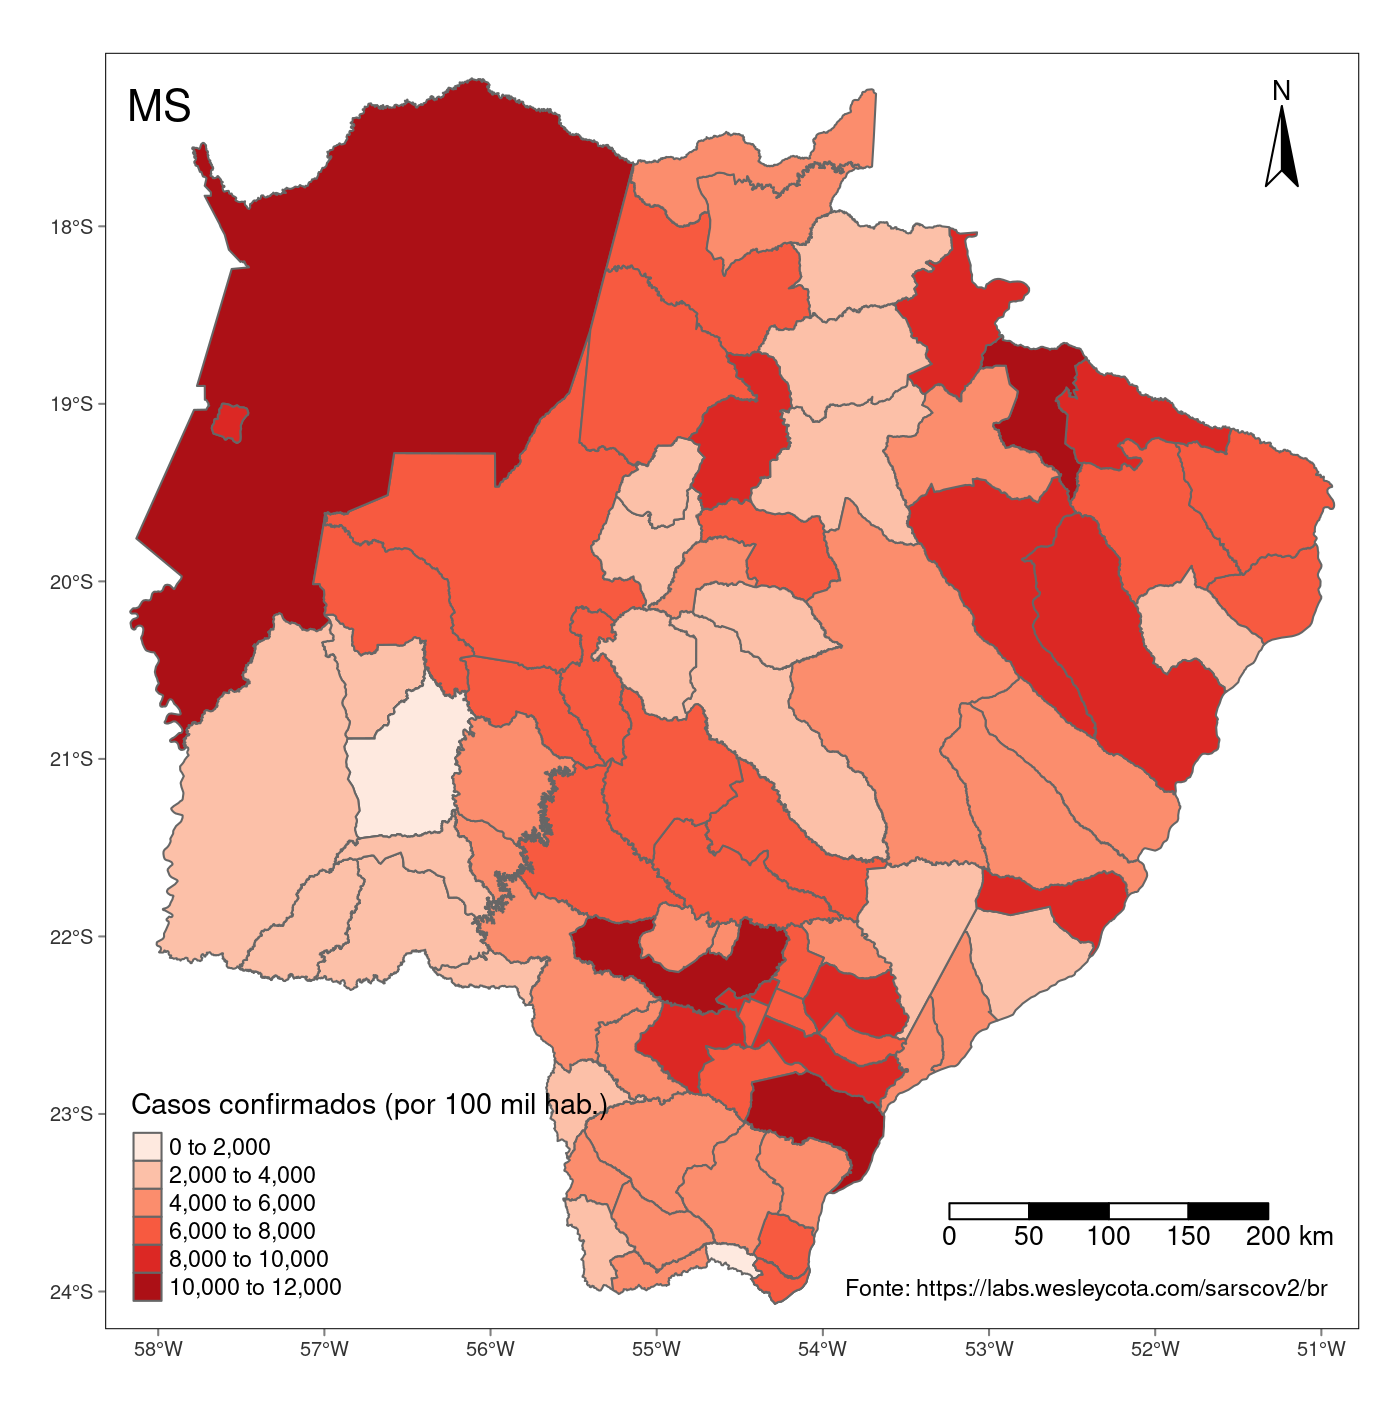 MS
N
18°S
19°S
20°S
21°S
22°S
23°S
24°S
Casos confirmados (por 100 mil hab.)
0 to 2,000
2,000 to 4,000
4,000 to 6,000
6,000 to 8,000
8,000 to 10,000
10,000 to 12,000
0 50 100 150 200 km
Fonte: https://labs.wesleycota.com/sarscov2/br
58°W 57°W 56°W 55°W 54°W 53°W 52°W 51°W